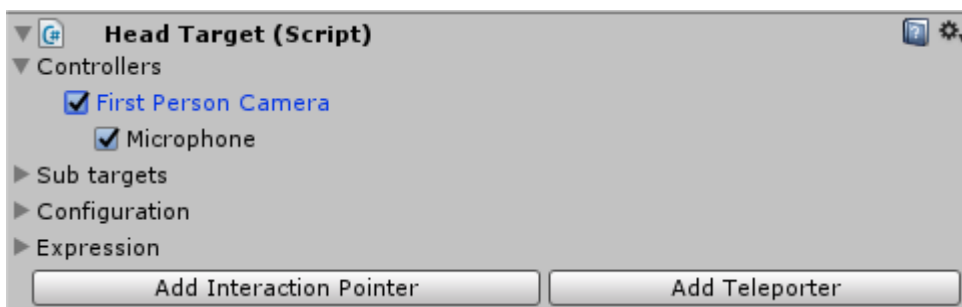 Head Target (Script)
Controllers
First Person Camera
Microphone
Sub targets
Configuration
Expression
Add Interaction Pointer Add Teleporter